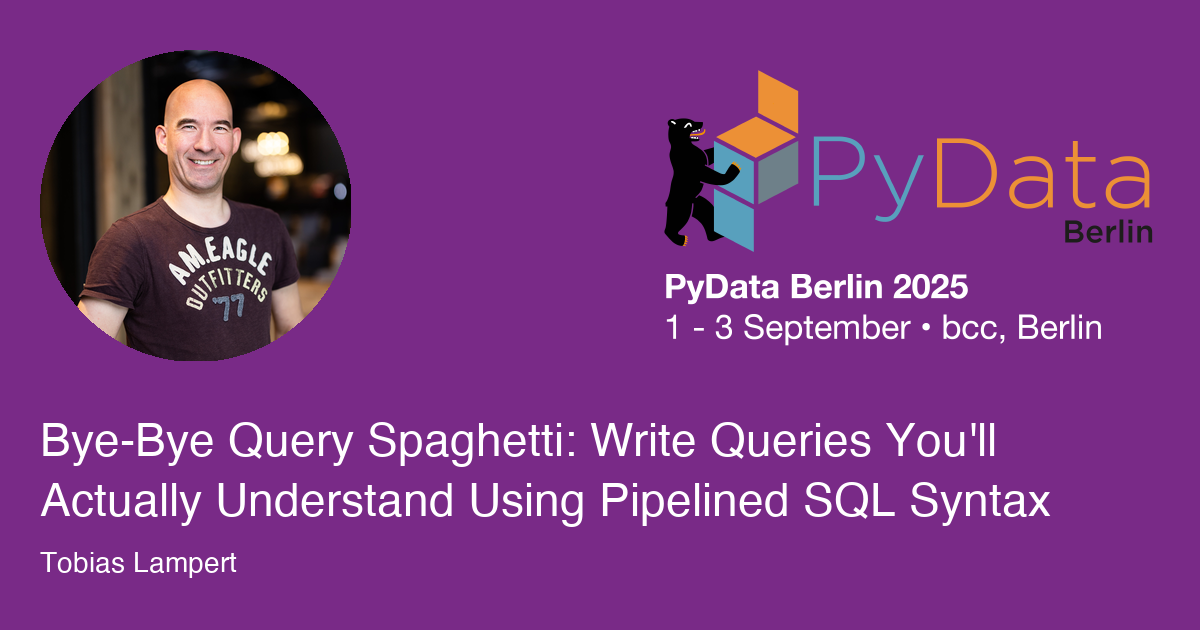 AM.EAGLE
OUTFITTERS
'77
PyData
Berlin
PyData Berlin 2025
1 - 3 September • bcc, Berlin
Bye-Bye Query Spaghetti: Write Queries You'll
Actually Understand Using Pipelined SQL Syntax
Tobias Lampert